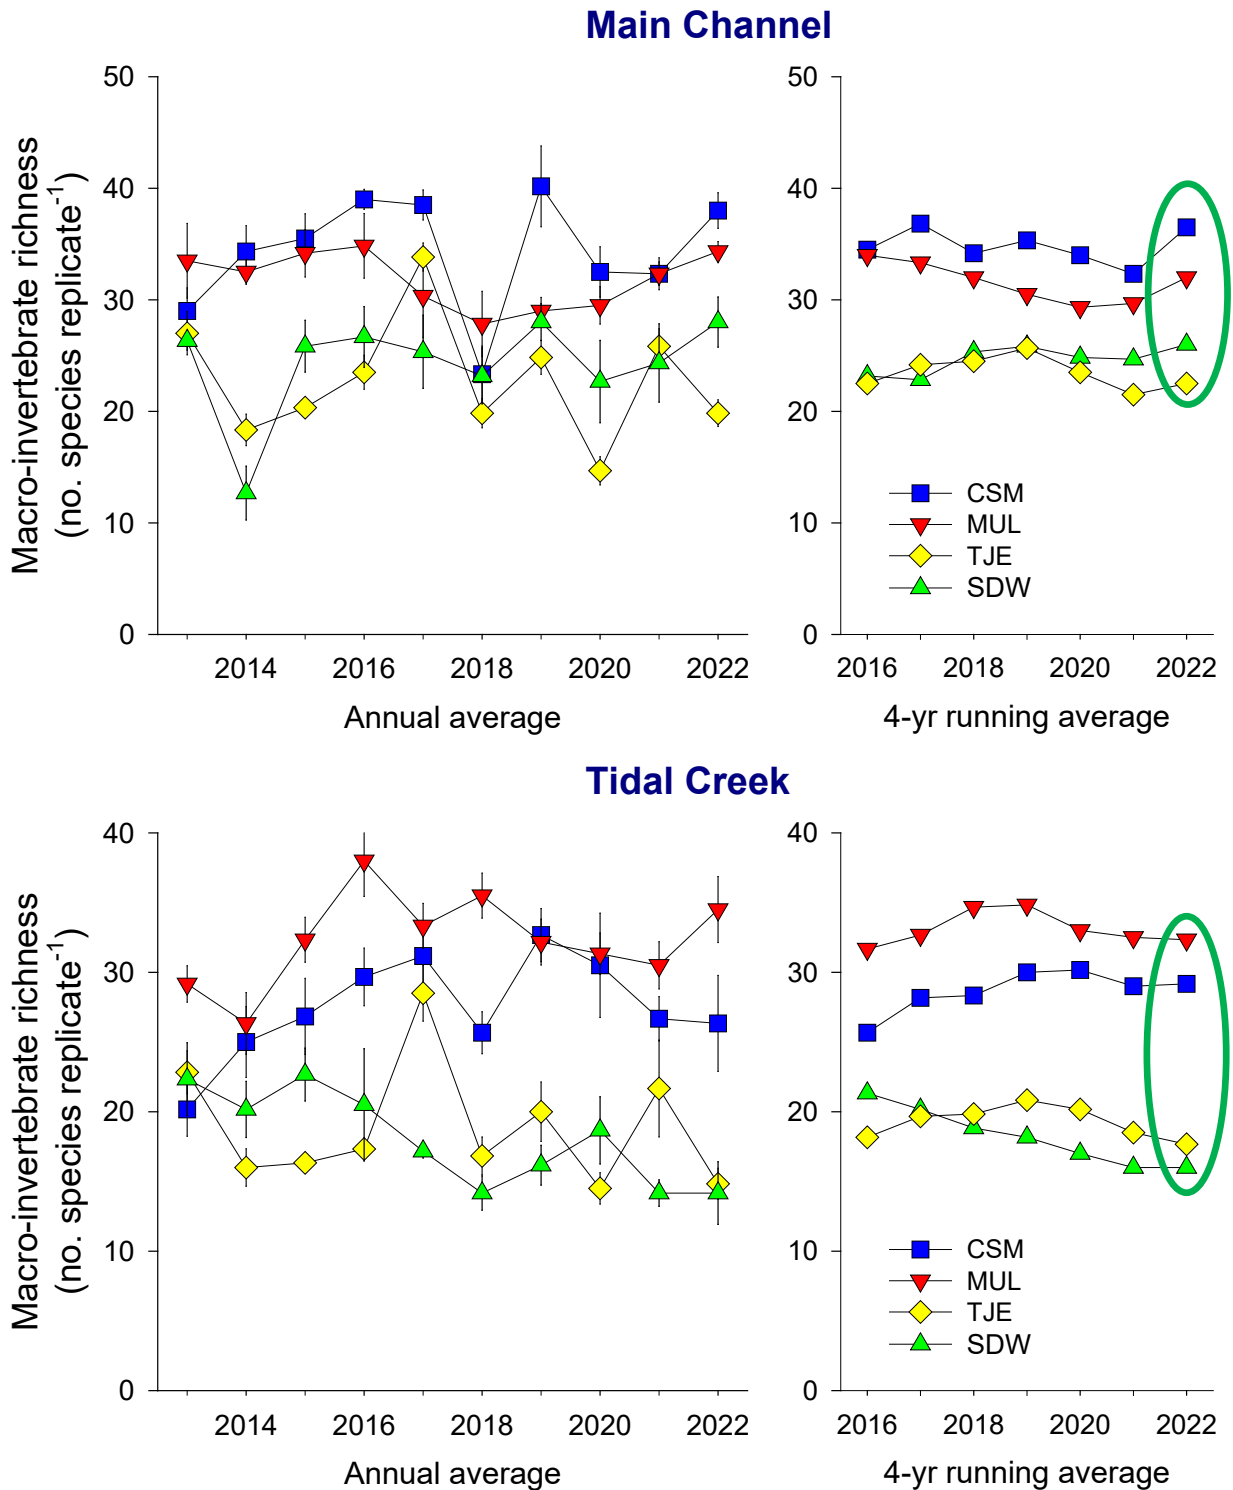 Main Channel
Macro-invertebrate richness
(no. species replicate-1)
50
40
30
20
10
0
2014 2016 2018 2020 2022
Annual average
50
40
30
20
10
0
CSM
MUL
TJE
SDW
2016 2018 2020 2022
4-yr running average
Tidal Creek
Macro-invertebrate richness
(no. species replicate-1)
40
30
20
10
0
2014 2016 2018 2020 2022
Annual average
40
30
20
10
0
CSM
MUL
TJE
SDW
2016 2018 2020 2022
4-yr running average